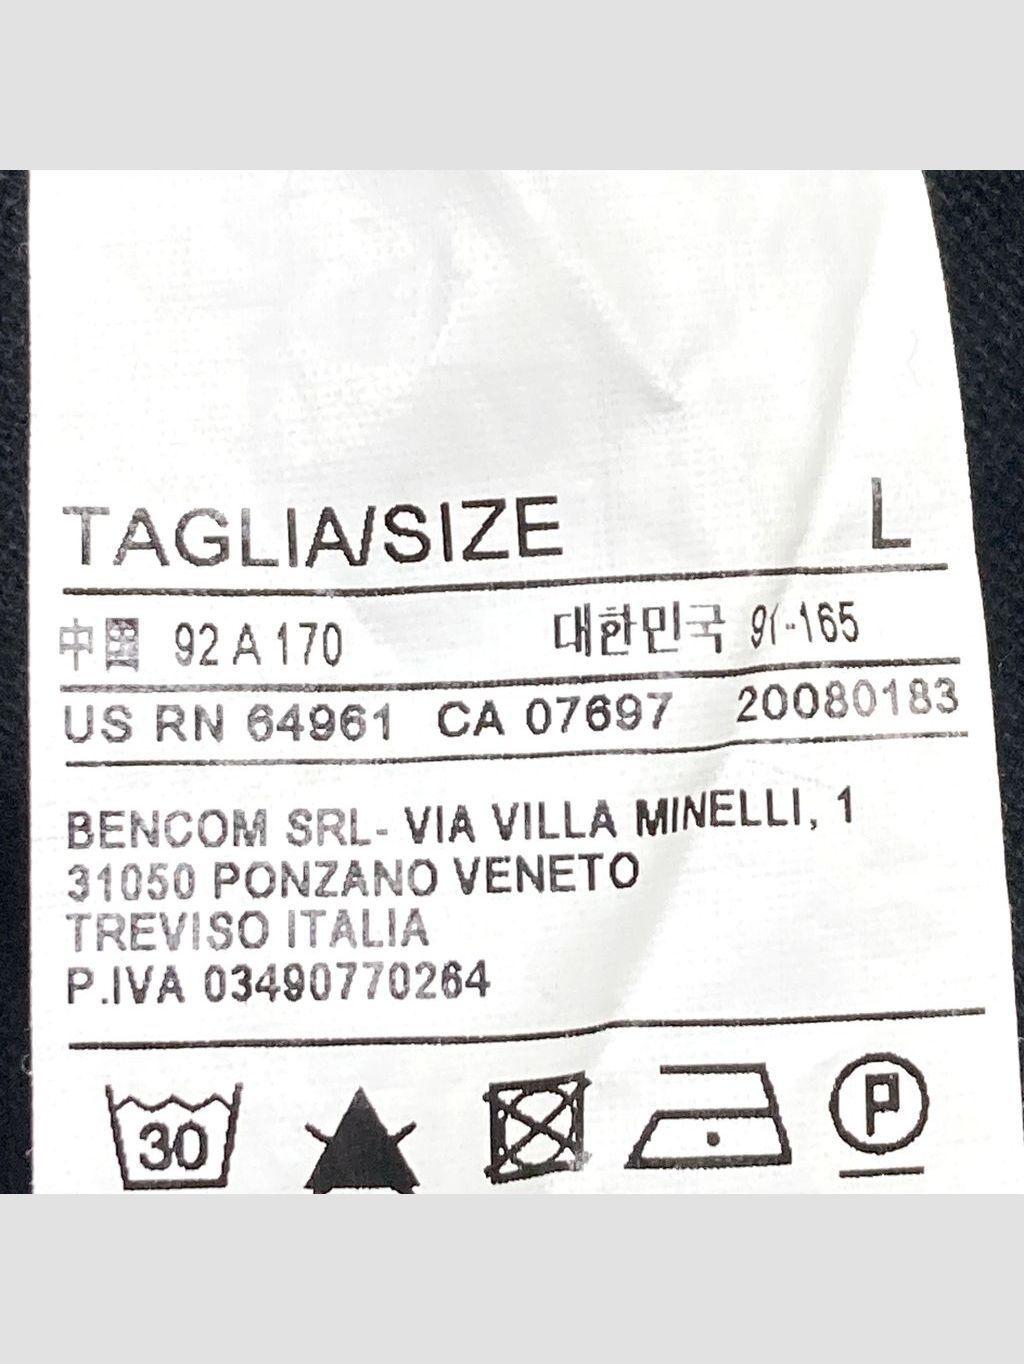 TAGLIA/SIZE L
中国 92 A 170 대한민국 -165
US RN 64961 CA 07697 20080183
BENCOM SRL- VIA VILLA MINELLI, 1
31050 PONZANO VENETO
TREVISO ITALIA
P.IVA 03490770264
30 P